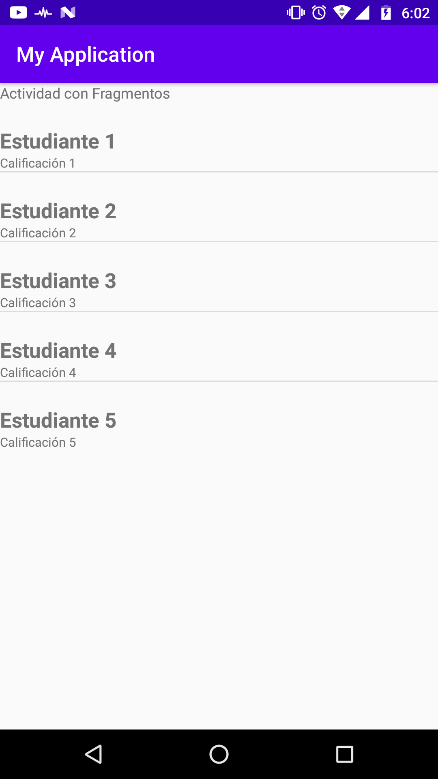 6:02
My Application
Actividad con Fragmentos
Estudiante 1
Calificación 1
Estudiante 2
Calificación 2
Estudiante 3
Calificación 3
Estudiante 4
Calificación 4
Estudiante 5
Calificación 5